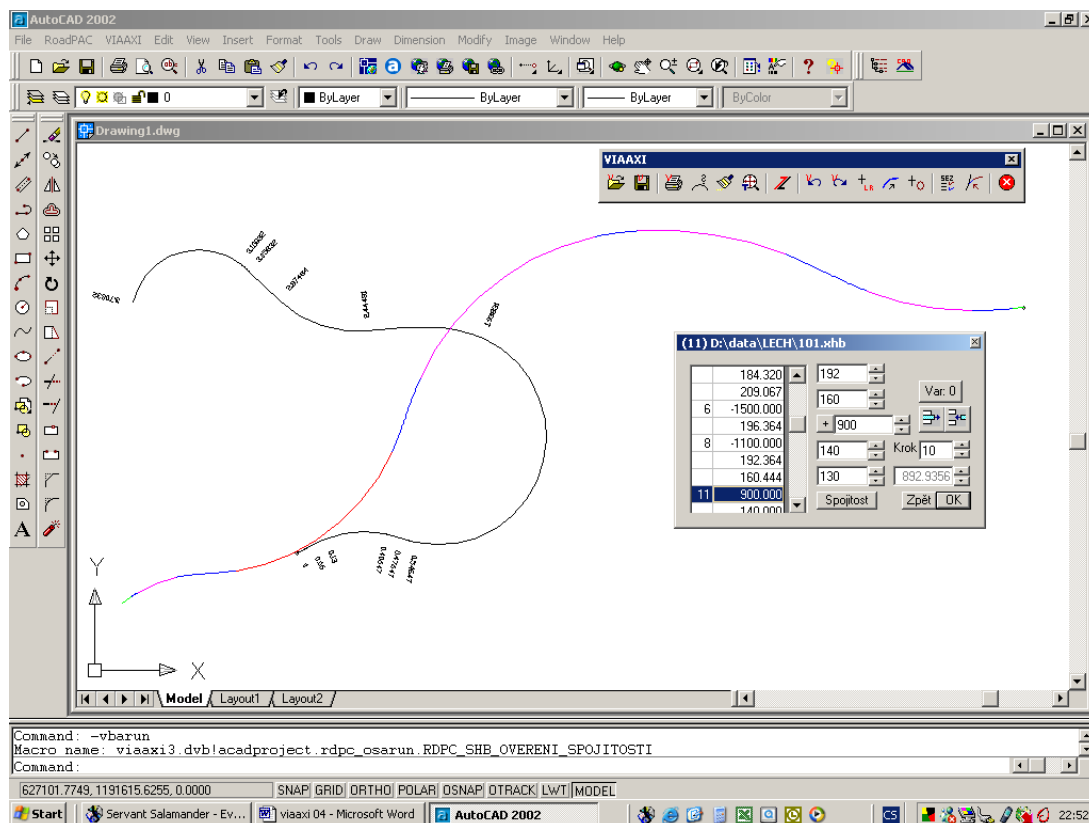 AutoCAD 2002
File RoadPAC VIAAXI Edit View Insert Format Tools Draw Dimension Modify Image Window Help
0 ByLayer ByLayer ByLayer ByColor
Drawing1.dwg
VIAAXI
(11) D:\data\LECH\101.xhb
184.320
209.067
6 -1500.000
196.364
8 -1100.000
192.364
160.444
11 900.000
140.000
192
160
+ 900
140
130
Var: 0
Krok 10
892.9356
Spojitost
Zpět OK
Y
X
Model Layout1 Layout2
Command: -vbarun
Macro name: viaaxi3.dvb!acadproject.rdpc_osarun.RDPC_SHB_OVERENI_SPOJITOSTI
Command:
627101.7749, 1191615.6255, 0.0000 SNAP GRID ORTHO POLAR OSNAP OTRACK LWT MODEL
Start Servant Salamander - Ev... viaaxi 04 - Microsoft Word AutoCAD 2002 CS